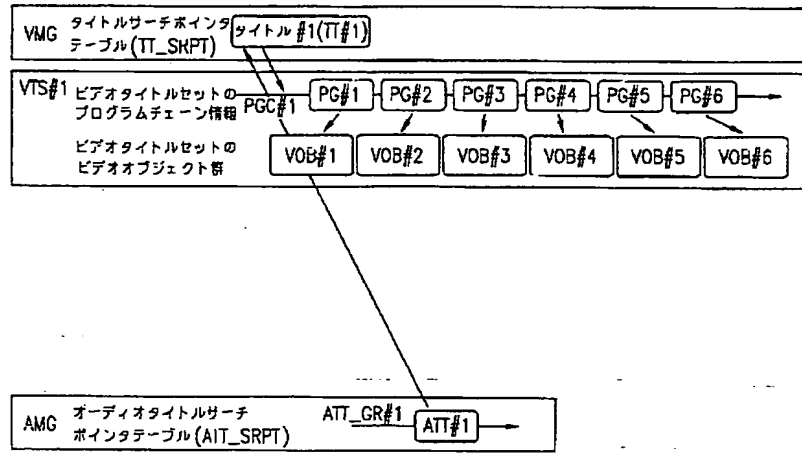 VMG タイトルサーチポインタ
テーブル(TT_SRPT)
タイトル #1(TT#1)
VTS#1 ビデオタイトルセットの
プログラムチェーン情報
PGC#1
PG#1 PG#2 PG#3 PG#4 PG#5 PG#6
ビデオタイトルセットの
ビデオオブジェクト群
VOB#1 VOB#2 VOB#3 VOB#4 VOB#5 VOB#6
AMG オーディオタイトルサーチ
ポインタテーブル(AIT_SRPT)
ATT_GR#1
ATT#1